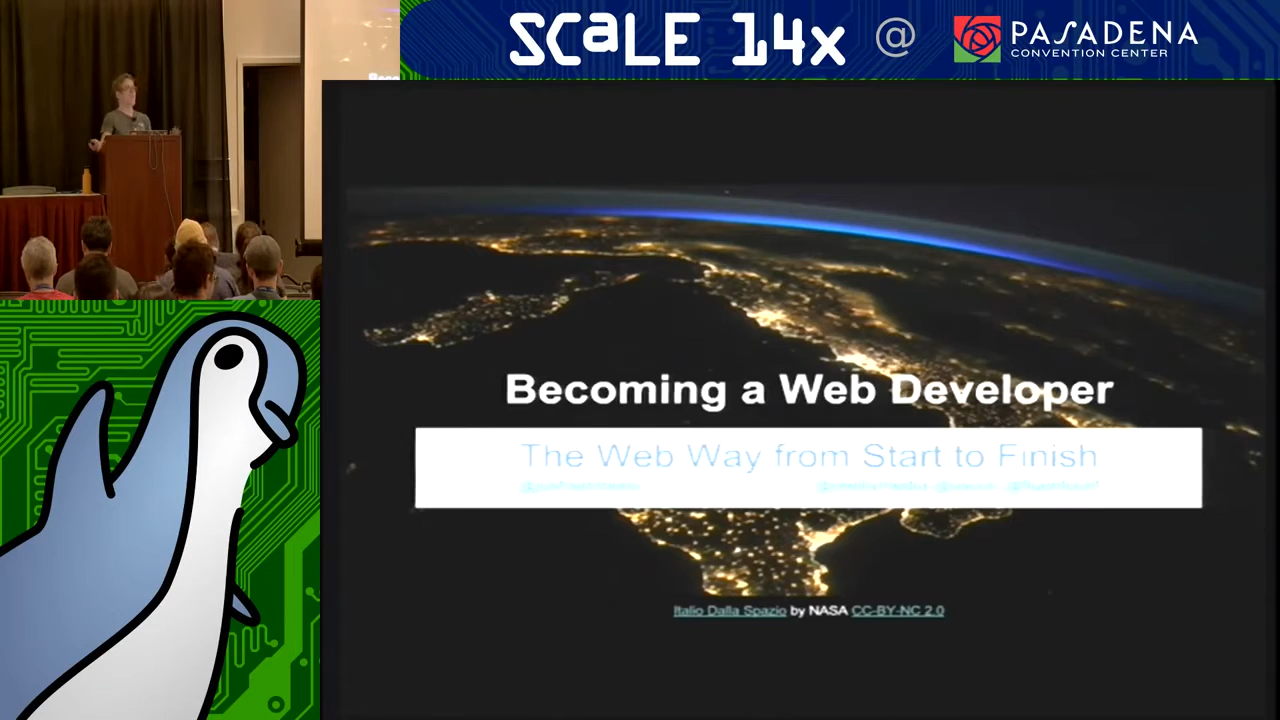 SCaLE 14x @ PASADENA
CONVENTION CENTER
Becoming a Web Developer
The Web Way from Start to Finish
Italio Dalla Spazio by NASA CC-BY-NC 2.0